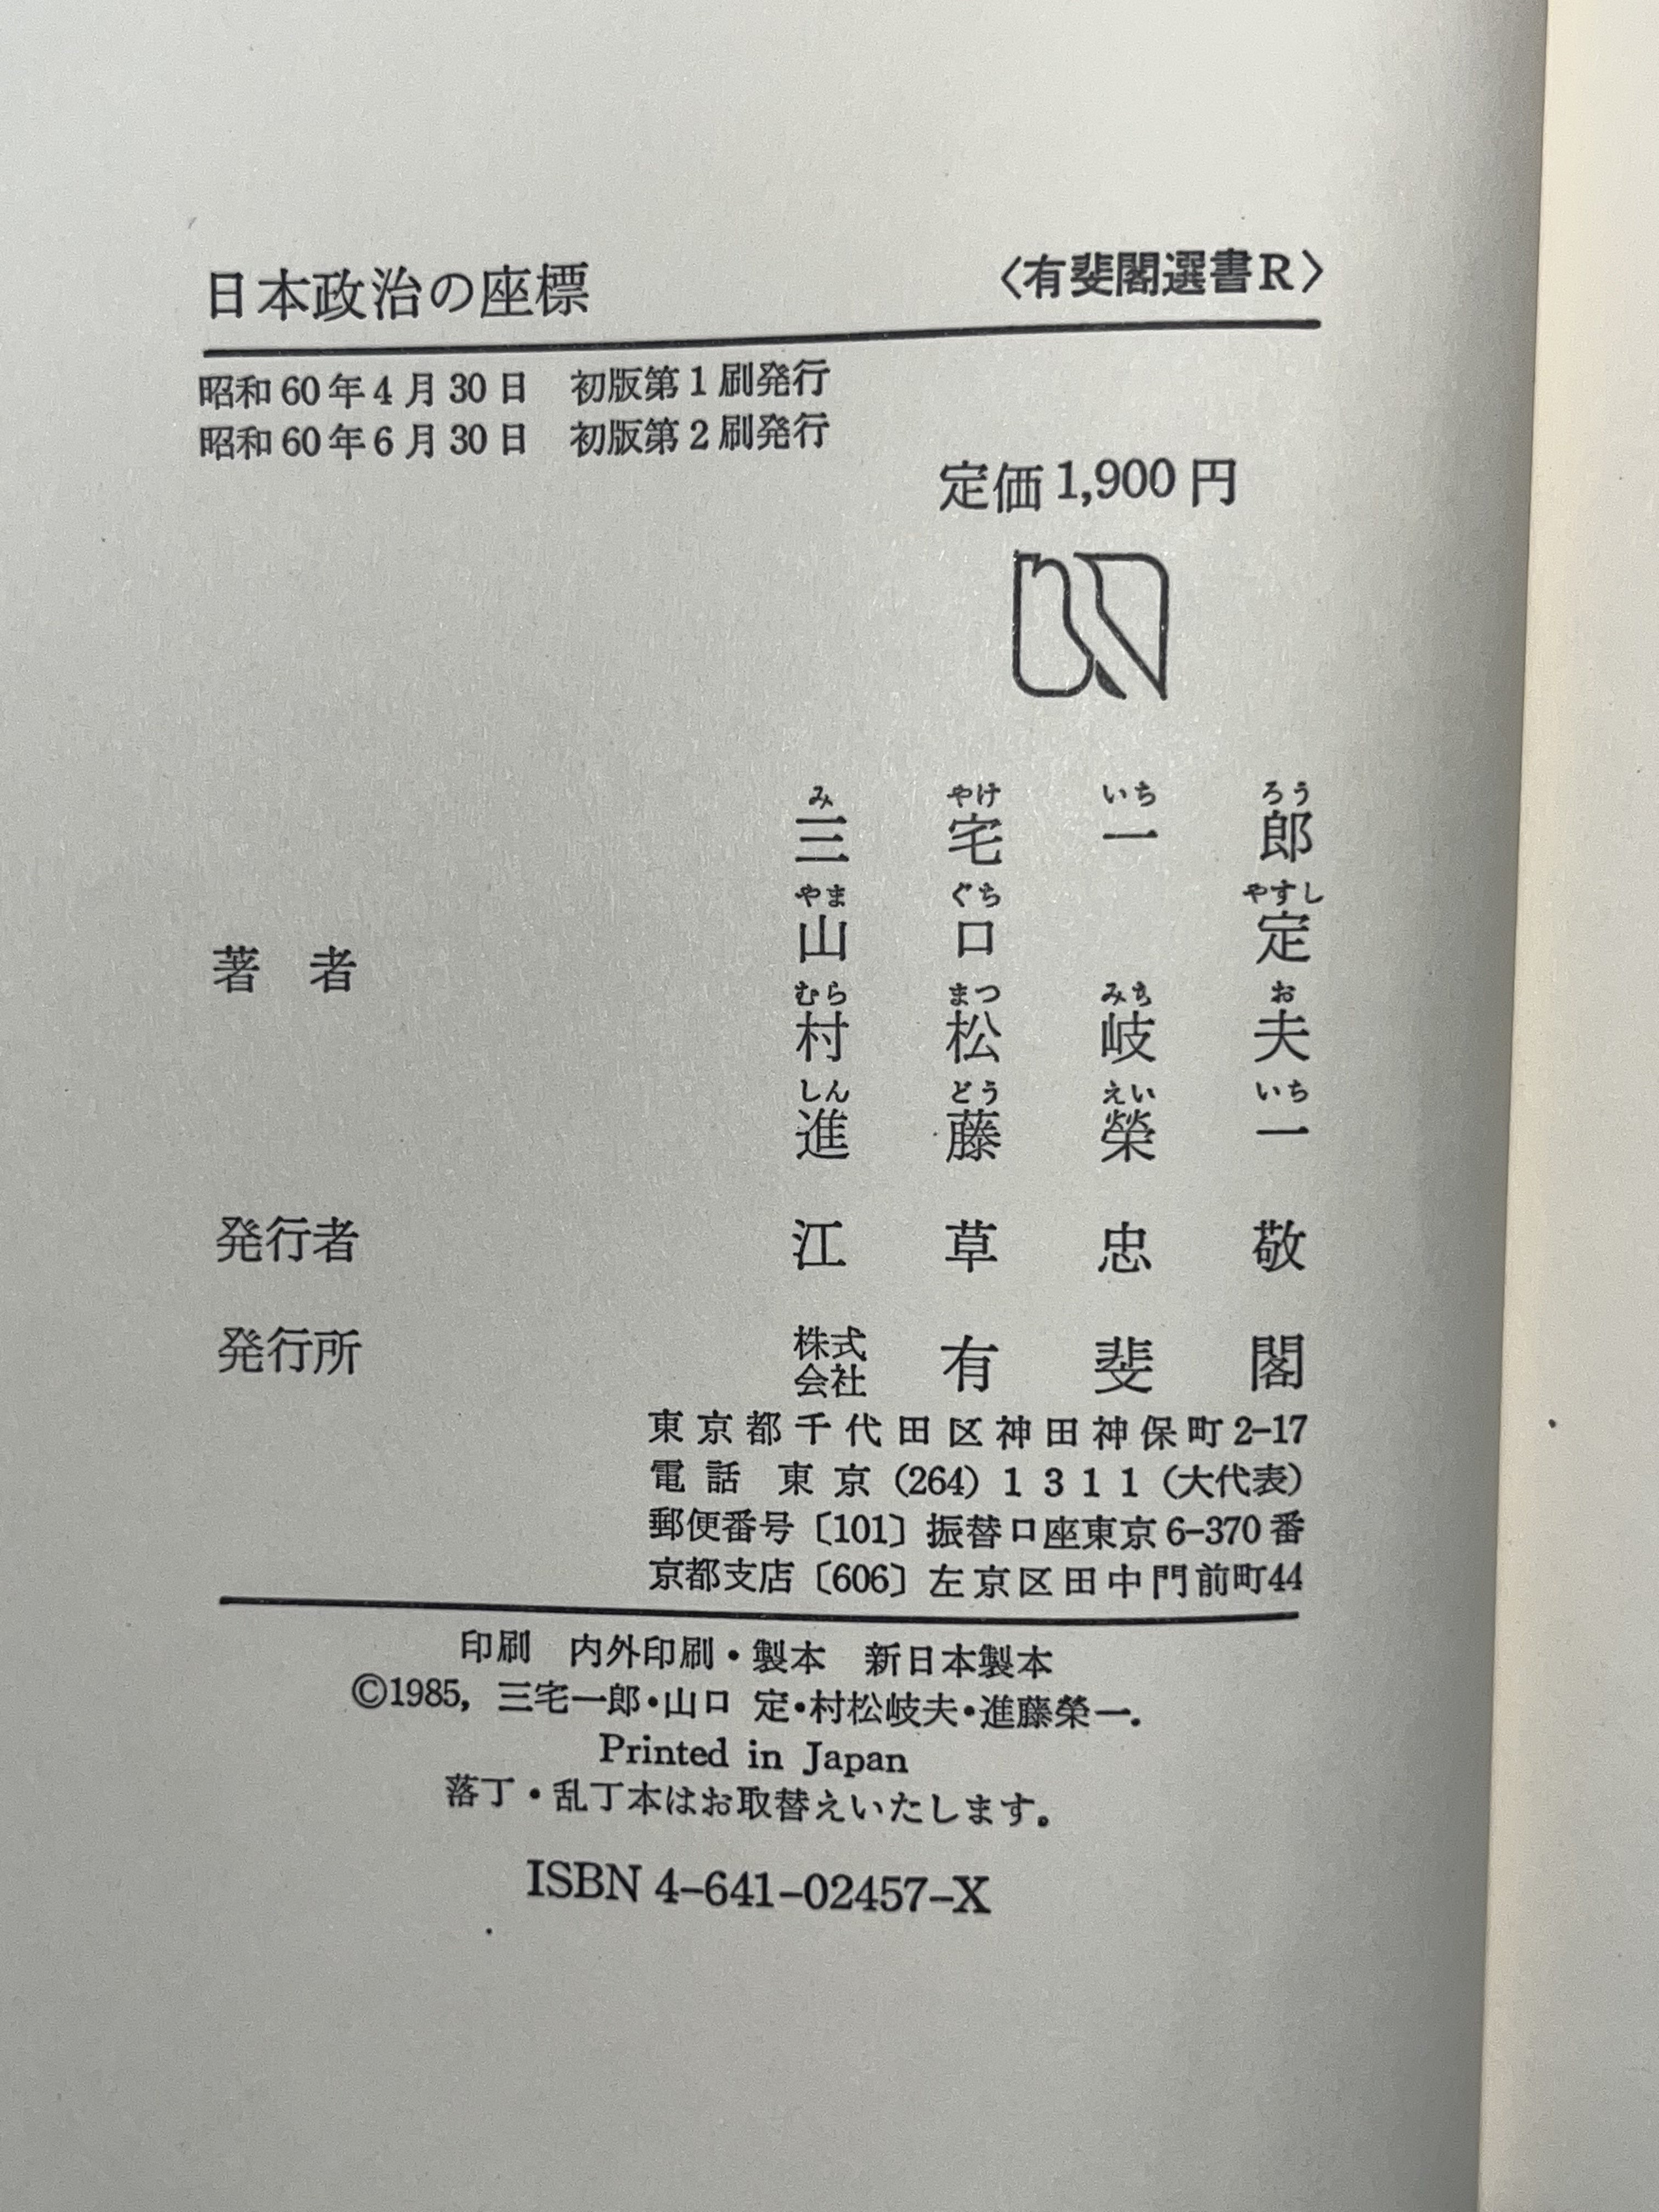 日本政治の座標　〈有斐閣選書R〉
昭和60年4月30日　初版第1刷発行
昭和60年6月30日　初版第2刷発行
定価1,900円
み　やけ　いち　ろう
三　宅　一　郎
やま　ぐち　やすし
山　口　定
著　者
むら　まつ　みち　お
村　松　岐　夫
しん　どう　えい　いち
進　藤　榮　一
発行者　江　草　忠　敬
発行所　株式会社　有　斐　閣
東京都千代田区神田神保町2-17
電話　東京（264）1311（大代表）
郵便番号〔101〕振替口座東京6-370番
京都支店〔606〕左京区田中門前町44
印刷　内外印刷・製本　新日本製本
©1985, 三宅一郎・山口　定・村松岐夫・進藤榮一.
Printed in Japan
落丁・乱丁本はお取替えいたします。
ISBN 4-641-02457-X